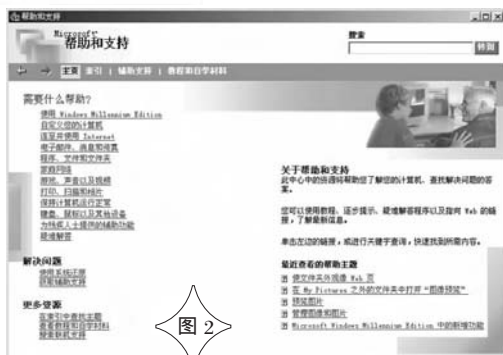 帮助和支持
Microsoft
帮助和支持
搜索
转到
主页 索引 | 辅助支持 | 教程和自学材料
需要什么帮助?
使用 Windows Millennium Edition
自定义您的计算机
连至并使用 Internet
电子邮件、消息和传真
程序、文件和文件夹
家庭网络
游戏、声音以及视频
打印、扫描和相片
保持计算机运行正常
键盘、鼠标以及其他设备
为残疾人士提供的辅助功能
疑难解答
解决问题
使用系统还原
获取辅助支持
更多资源
在索引中查找主题
查看教程和自学材料
搜索联机支持
关于帮助和支持
此中心中的资源将帮助您了解您的计算机、查找解决问题的答
案。
您可以使用教程、逐步提示、疑难解答程序以及指向 Web 的链
接，了解最新信息。
单击左边的链接，或进行关键字查询，快速找到所需内容。
最近查看的帮助主题
使文件夹外观像 Web 页
在 My Pictures 之外的文件夹中打开 “图像预览”
预览图片
管理图像和图片
Microsoft Windows Millennium Edition 中的新增功能
图 2